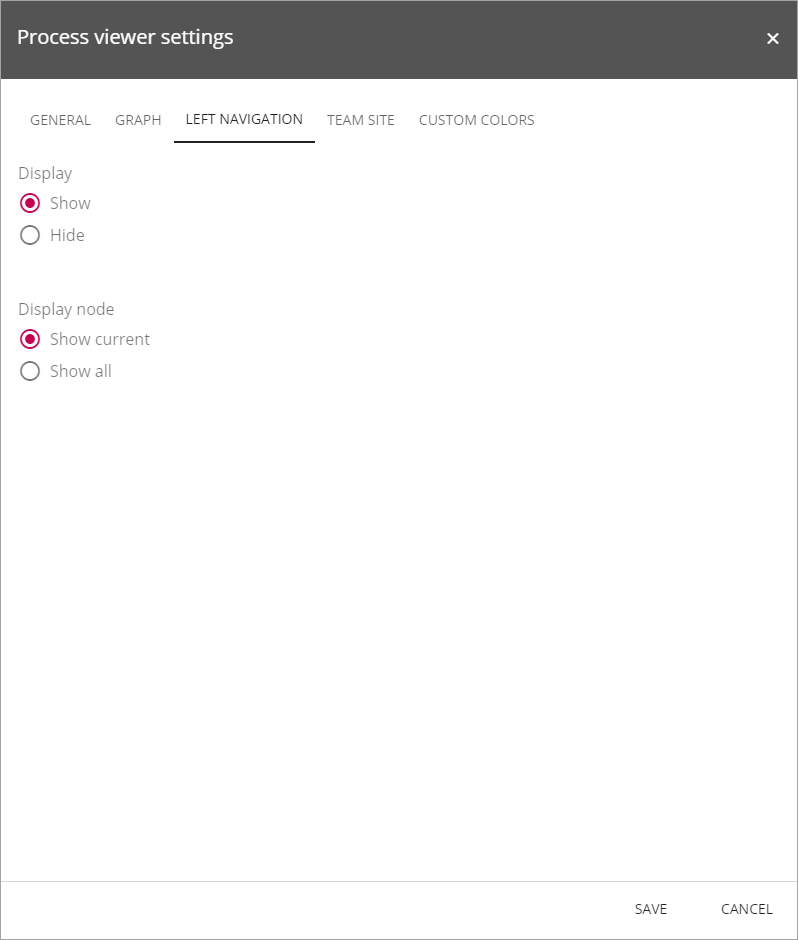 Process viewer settings
GENERAL GRAPH LEFT NAVIGATION TEAM SITE CUSTOM COLORS
Display
Show
Hide
Display node
Show current
Show all
SAVE CANCEL